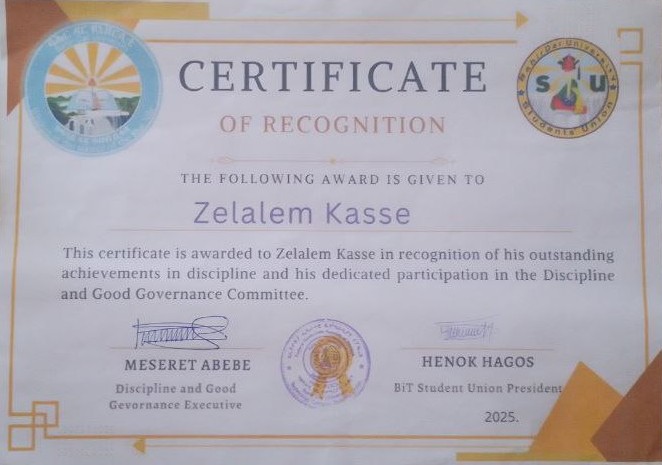 CERTIFICATE
OF RECOGNITION
Bahir Dar University
S U
Students' Union
THE FOLLOWING AWARD IS GIVEN TO
Zelalem Kasse
This certificate is awarded to Zelalem Kasse in recognition of his outstanding
achievements in discipline and his dedicated participation in the Discipline
and Good Governance Committee.
MESERET ABEBE
Discipline and Good
Gevornance Executive
HENOK HAGOS
BiT Student Union President
2025.